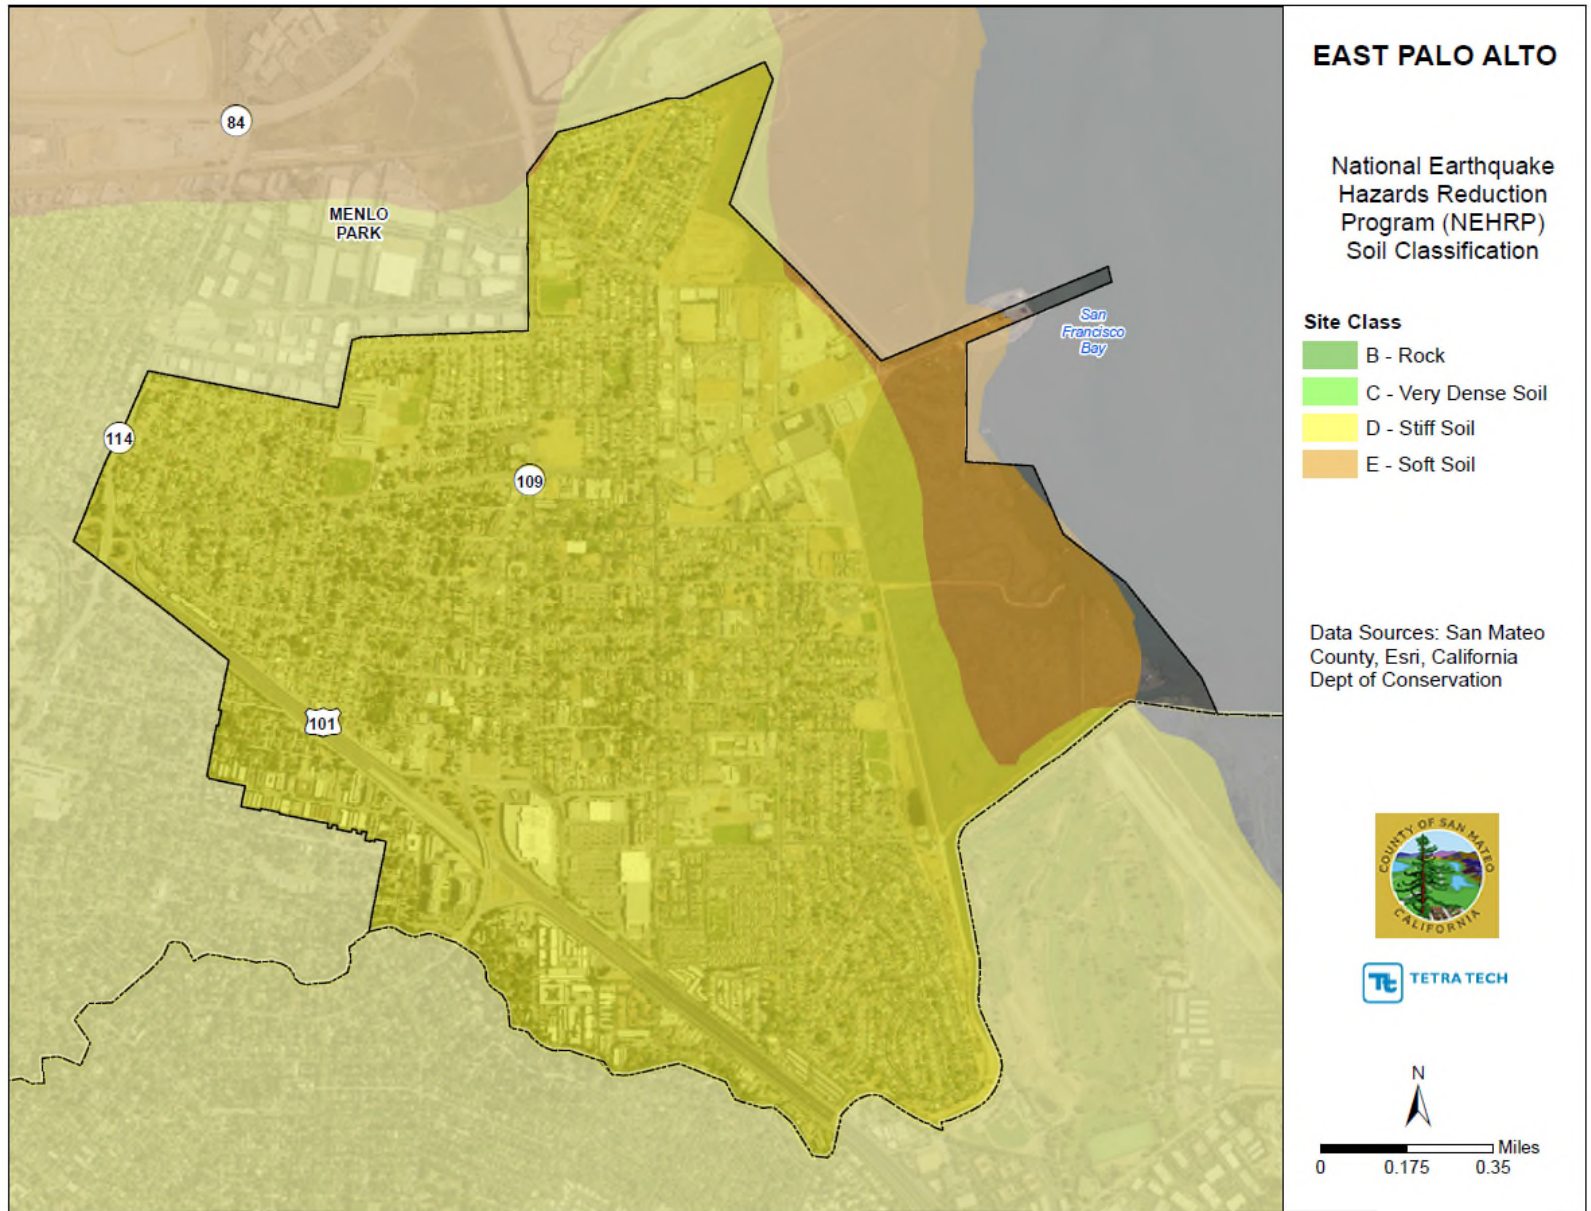 EAST PALO ALTO
National Earthquake
Hazards Reduction
Program (NEHRP)
Soil Classification
Site Class
B - Rock
C - Very Dense Soil
D - Stiff Soil
E - Soft Soil
Data Sources: San Mateo
County, Esri, California
Dept of Conservation
COUNTY OF SAN MATEO
CALIFORNIA
Tt TETRA TECH
N
Miles
0 0.175 0.35
84
MENLO
PARK
San
Francisco
Bay
114
109
101